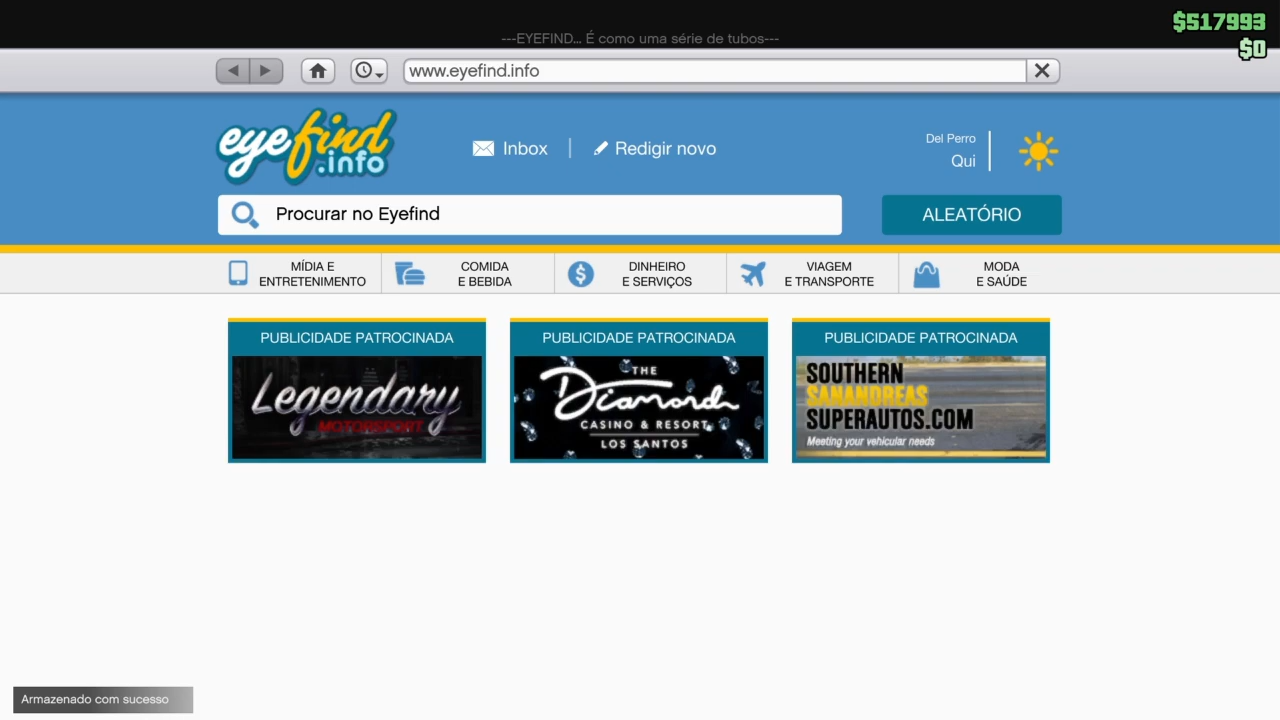 $517993
---EYEFIND... É como uma série de tubos---
$0
www.eyefind.info
eyefind
.info
Inbox
Redigir novo
Del Perro
Qui
Procurar no Eyefind
ALEATÓRIO
MÍDIA E
ENTRETENIMENTO
COMIDA
E BEBIDA
DINHEIRO
E SERVIÇOS
VIAGEM
E TRANSPORTE
MODA
E SAÚDE
PUBLICIDADE PATROCINADA
Legendary
MOTORSPORT
PUBLICIDADE PATROCINADA
THE
Diamond
CASINO & RESORT
LOS SANTOS
PUBLICIDADE PATROCINADA
SOUTHERN
SANANDREAS
SUPERAUTOS.COM
Meeting your vehicular needs
Armazenado com sucesso